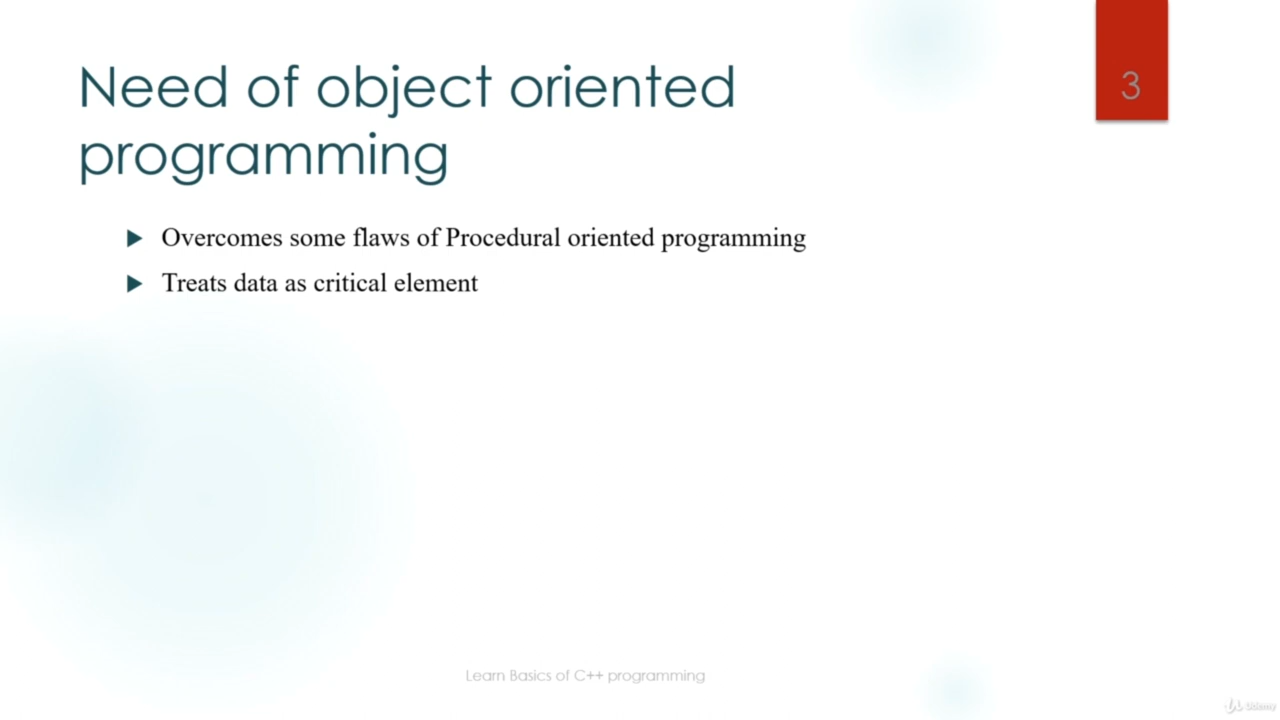 Need of object oriented
programming
3
Overcomes some flaws of Procedural oriented programming
Treats data as critical element
Learn Basics of C++ programming
Udemy